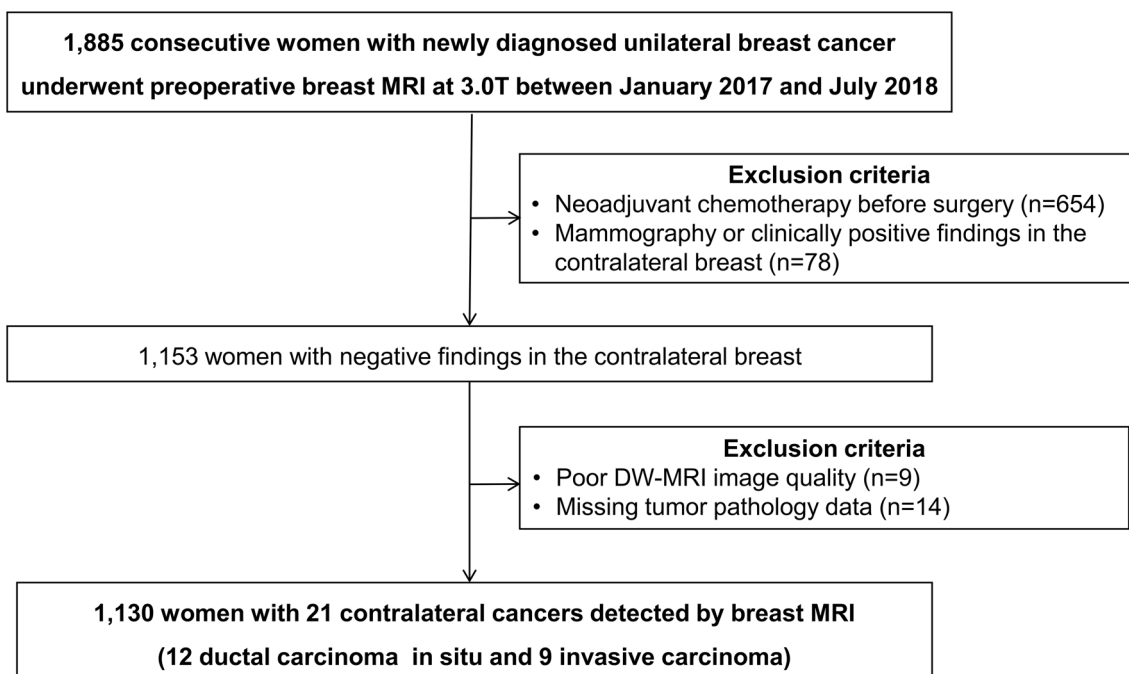 1,885 consecutive women with newly diagnosed unilateral breast cancer
underwent preoperative breast MRI at 3.0T between January 2017 and July 2018
Exclusion criteria
• Neoadjuvant chemotherapy before surgery (n=654)
• Mammography or clinically positive findings in the
contralateral breast (n=78)
1,153 women with negative findings in the contralateral breast
Exclusion criteria
• Poor DW-MRI image quality (n=9)
• Missing tumor pathology data (n=14)
1,130 women with 21 contralateral cancers detected by breast MRI
(12 ductal carcinoma in situ and 9 invasive carcinoma)